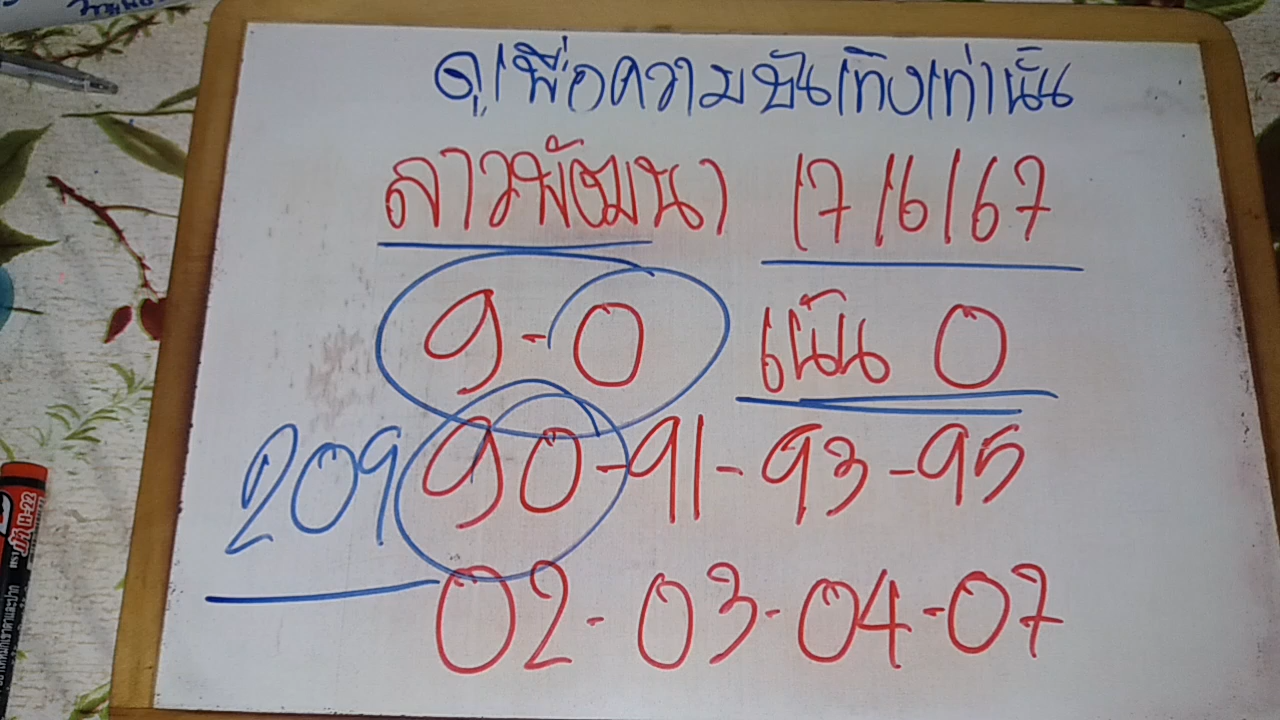 ดูเพื่อความบันเทิงเท่านั้น
ลาวพัฒนา 17/6/67
9-0 เน้น 0
209 90-91-93-95
02-03-04-07
H-22